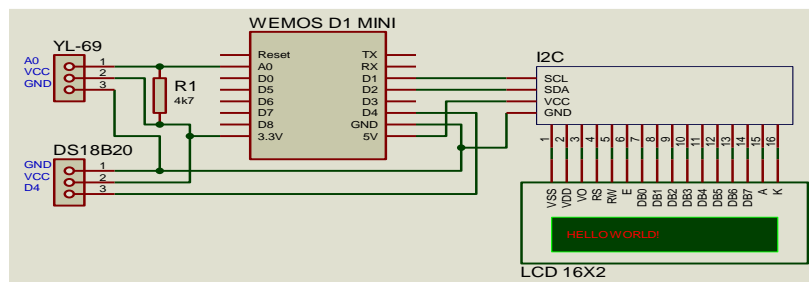 WEMOS D1 MINI
YL-69
A0
VCC
GND
1
2
3
R1
4k7
Reset
A0
D0
D5
D6
D7
D8
3.3V
TX
RX
D1
D2
D3
D4
GND
5V
I2C
SCL
SDA
VCC
GND
1 2 3 4 5 6 7 8 9 10 11 12 13 14 15 16
DS18B20
GND
VCC
D4
1
2
3
VSS VDD VO RS RW E DB0 DB1 DB2 DB3 DB4 DB5 DB6 DB7 A K
HELLO WORLD!
LCD 16X2